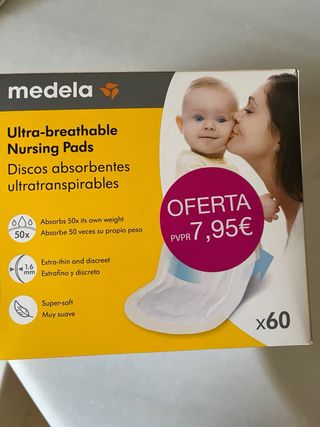 medela
Ultra-breathable
Nursing Pads
Discos absorbentes
ultratranspirables
50x
Absorbs 50x its own weight
Absorbe 50 veces su propio peso
1.6
mm
Extra-thin and discreet
Extrafino y discreto
Super-soft
Muy suave
OFERTA
PVPR 7,95€
x60